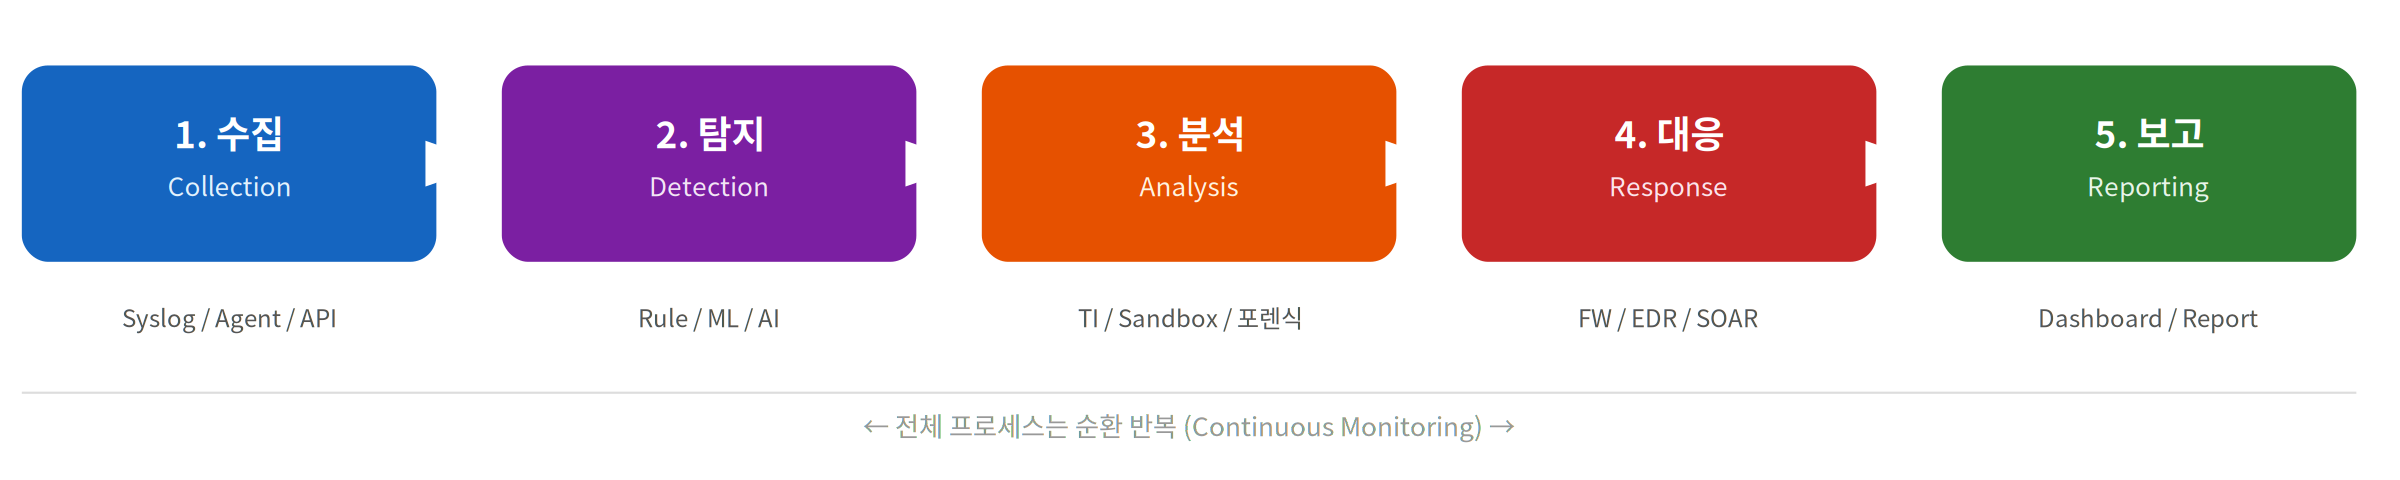 1. 수집
Collection
Syslog / Agent / API
2. 탐지
Detection
Rule / ML / AI
3. 분석
Analysis
TI / Sandbox / 포렌식
4. 대응
Response
FW / EDR / SOAR
5. 보고
Reporting
Dashboard / Report
← 전체 프로세스는 순환 반복 (Continuous Monitoring) →